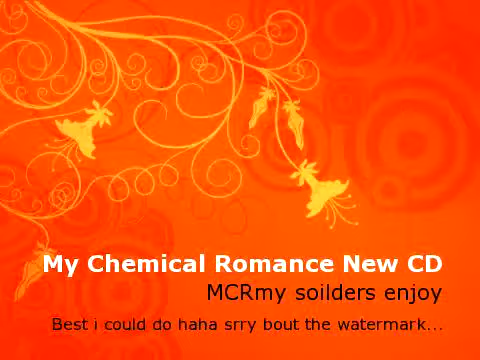 My Chemical Romance New CD
MCRmy soilders enjoy
Best i could do haha srry bout the watermark...